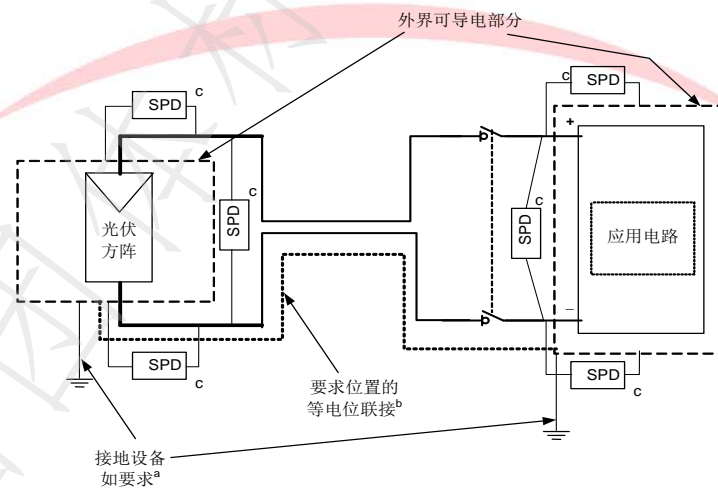 外界可导电部分
SPD c
c SPD
+
光伏
方阵
SPD c
SPD c
应用电路
−
SPD c
SPD c
要求位置的
等电位联接ᵇ
接地设备
如要求ᵃ